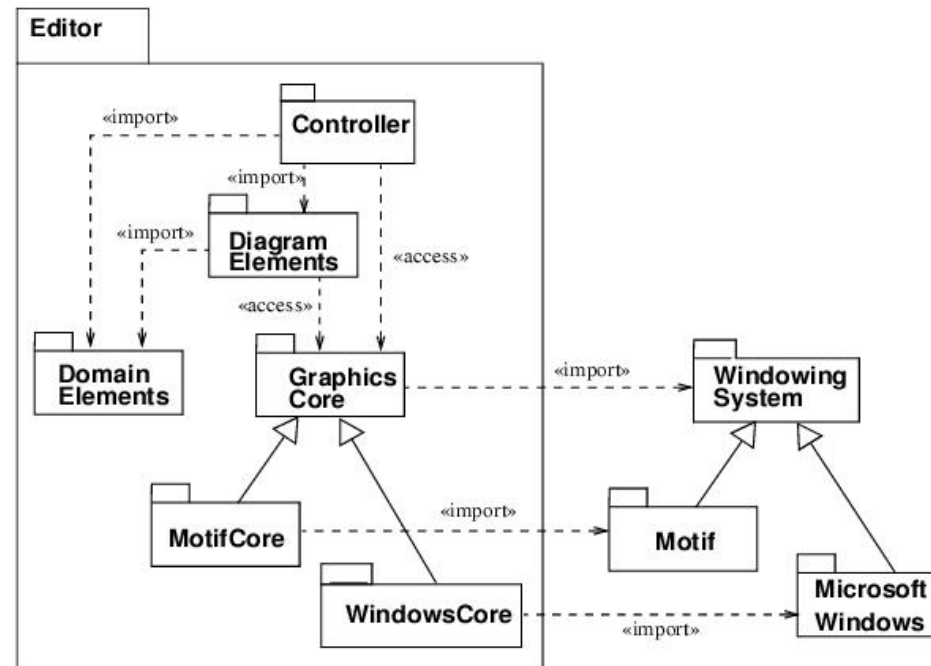 Editor
«import»
Controller
«import»
«import»
Diagram
Elements
«access»
«access»
Domain
Elements
Graphics
Core
«import»
Windowing
System
MotifCore
«import»
Motif
WindowsCore
«import»
Microsoft
Windows